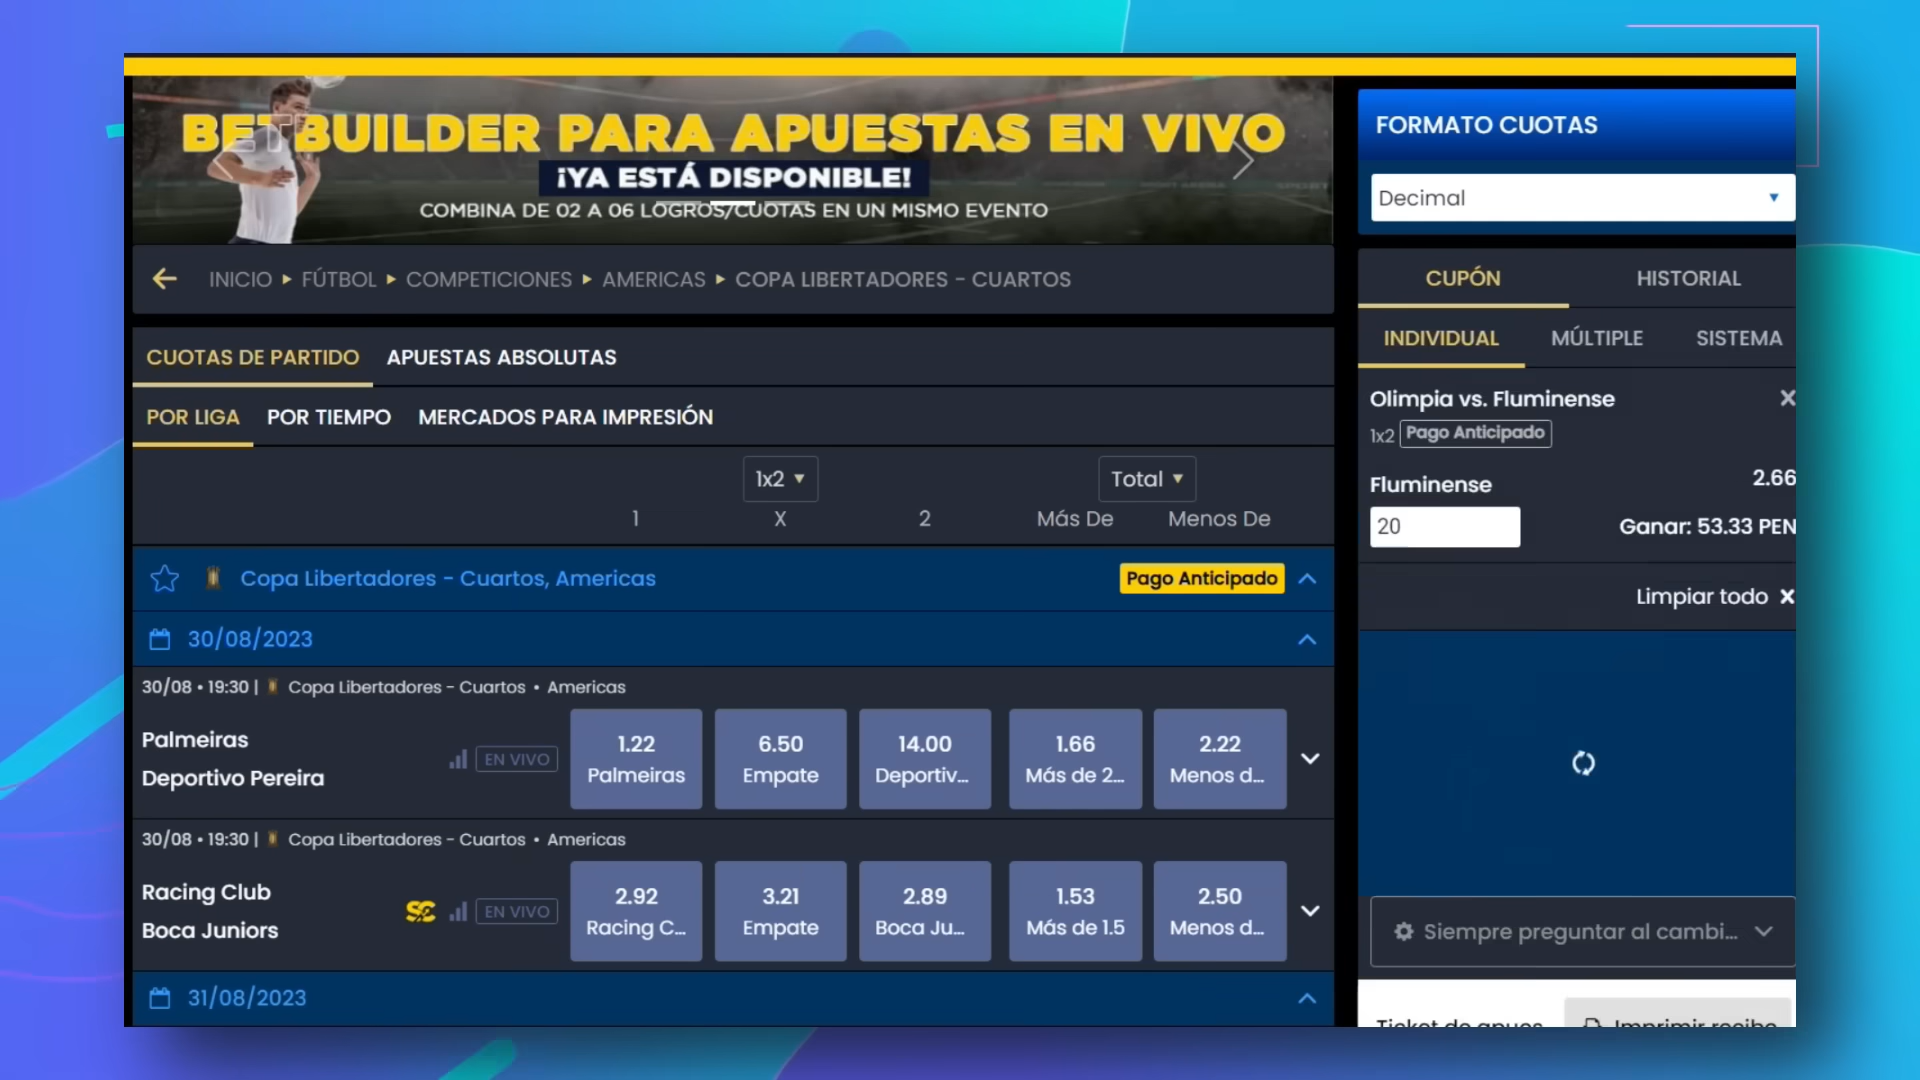 BETBUILDER PARA APUESTAS EN VIVO
¡YA ESTÁ DISPONIBLE!
COMBINA DE 02 A 06 LOGROS/CUOTAS EN UN MISMO EVENTO
INICIO ▸ FÚTBOL ▸ COMPETICIONES ▸ AMERICAS ▸ COPA LIBERTADORES - CUARTOS
CUOTAS DE PARTIDO APUESTAS ABSOLUTAS
POR LIGA POR TIEMPO MERCADOS PARA IMPRESIÓN
1x2 Total
1 X 2 Más De Menos De
Copa Libertadores - Cuartos, Americas Pago Anticipado
30/08/2023
30/08 • 19:30 | Copa Libertadores - Cuartos • Americas
Palmeiras
Deportivo Pereira
EN VIVO
1.22 6.50 14.00 1.66 2.22
Palmeiras Empate Deportiv... Más de 2... Menos d...
30/08 • 19:30 | Copa Libertadores - Cuartos • Americas
Racing Club
Boca Juniors
EN VIVO
2.92 3.21 2.89 1.53 2.50
Racing C... Empate Boca Ju... Más de 1.5 Menos d...
31/08/2023
FORMATO CUOTAS
Decimal
CUPÓN HISTORIAL
INDIVIDUAL MÚLTIPLE SISTEMA
Olimpia vs. Fluminense
1x2 Pago Anticipado
Fluminense 2.66
20 Ganar: 53.33 PEN
Limpiar todo
Siempre preguntar al cambi...
Ticket de apues Imprimir recibo